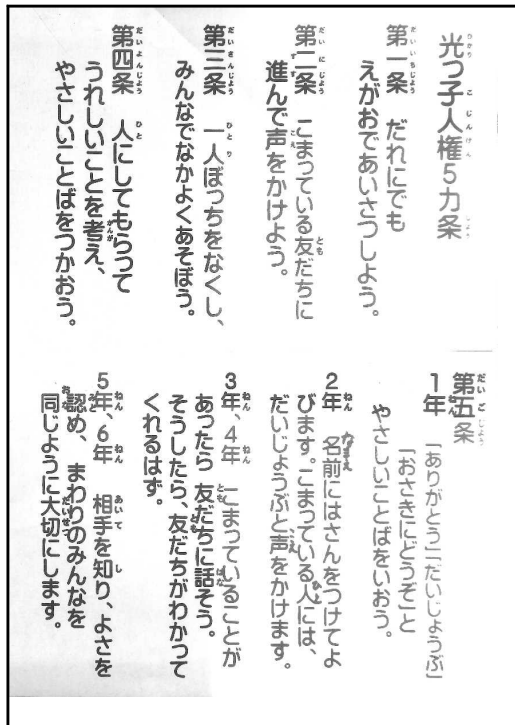 光っ子人権5カ条
第一条 だれにでも
えがおであいさつしよう。
第二条 こまっている友だちに
進んで声をかけよう。
第三条 一人ぼっちをなくし、
みんなでなかよくあそぼう。
第四条 人にしてもらって
うれしいことを考え、
やさしいことばをつかおう。
第五条
1年 「ありがとう」「だいじょうぶ」
「おさきにどうぞ」と
やさしいことばをいおう。
2年 名前にはさんをつけてよ
びます。こまっている人には、
だいじょうぶと声をかけます。
3年、4年 こまっていることが
あったら 友だちに話そう。
そうしたら、友だちがわかって
くれるはず。
5年、6年 相手を知り、よさを
認め、まわりのみんなを
同じように大切にします。